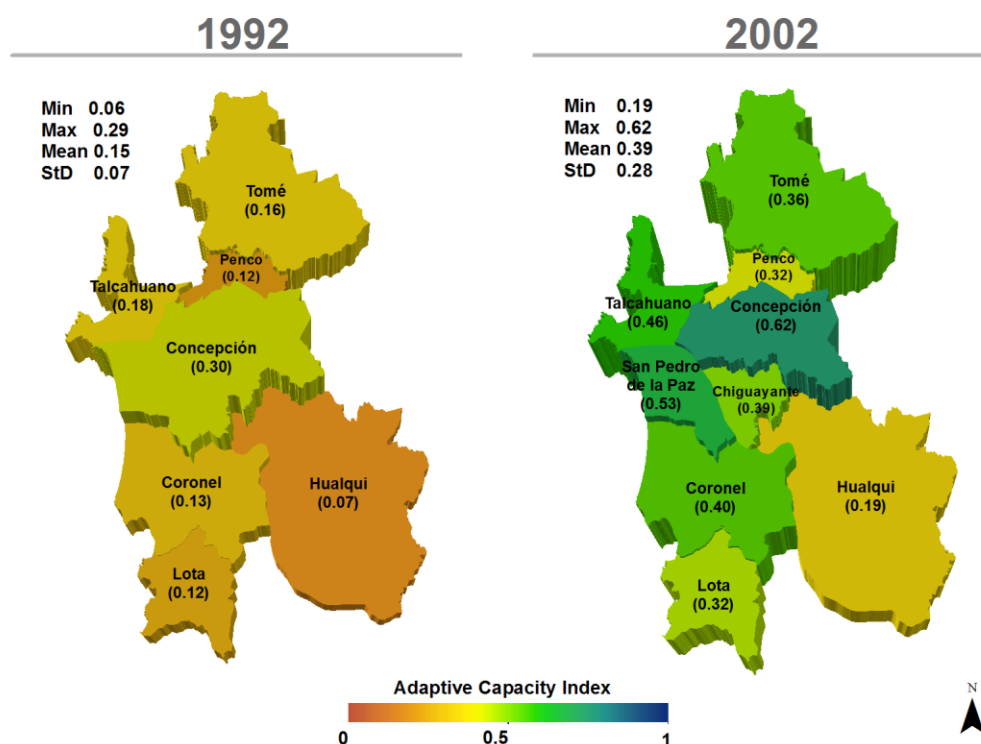 1992
Min 0.06
Max 0.29
Mean 0.15
StD 0.07
Tomé
(0.16)
Penco
(0.12)
Talcahuano
(0.18)
Concepción
(0.30)
Coronel
(0.13)
Hualqui
(0.07)
Lota
(0.12)
2002
Min 0.19
Max 0.62
Mean 0.39
StD 0.28
Tomé
(0.36)
Penco
(0.32)
Concepción
(0.62)
Talcahuano
(0.46)
San Pedro
de la Paz
(0.53)
Chiguayante
(0.39)
Coronel
(0.40)
Hualqui
(0.19)
Lota
(0.32)
Adaptive Capacity Index
0 0.5 1
N